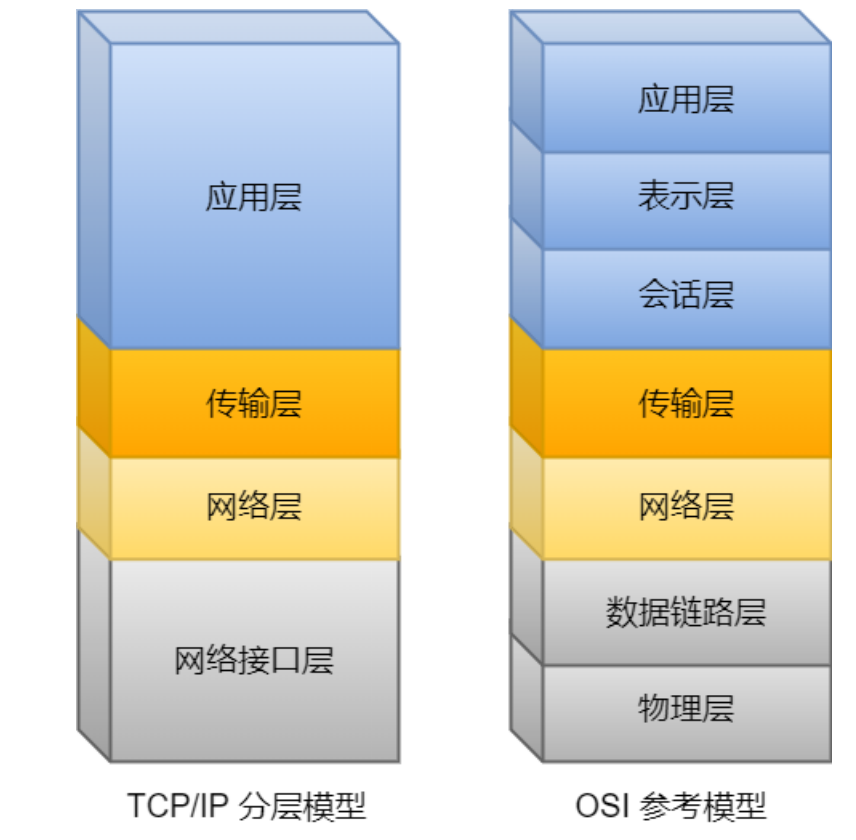 应用层
传输层
网络层
网络接口层
TCP/IP 分层模型
应用层
表示层
会话层
传输层
网络层
数据链路层
物理层
OSI 参考模型